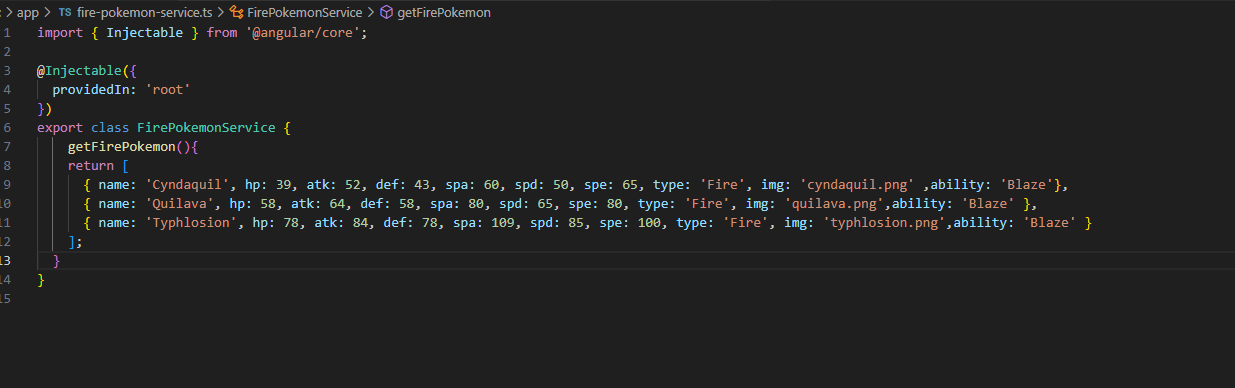 app > TS fire-pokemon-service.ts > FirePokemonService > getFirePokemon
1 import { Injectable } from '@angular/core';
2
3 @Injectable({
4   providedIn: 'root'
5 })
6 export class FirePokemonService {
7     getFirePokemon(){
8     return [
9       { name: 'Cyndaquil', hp: 39, atk: 52, def: 43, spa: 60, spd: 50, spe: 65, type: 'Fire', img: 'cyndaquil.png' ,ability: 'Blaze'},
10       { name: 'Quilava', hp: 58, atk: 64, def: 58, spa: 80, spd: 65, spe: 80, type: 'Fire', img: 'quilava.png',ability: 'Blaze' },
11       { name: 'Typhlosion', hp: 78, atk: 84, def: 78, spa: 109, spd: 85, spe: 100, type: 'Fire', img: 'typhlosion.png',ability: 'Blaze' }
12     ];
13   }
14 }
15